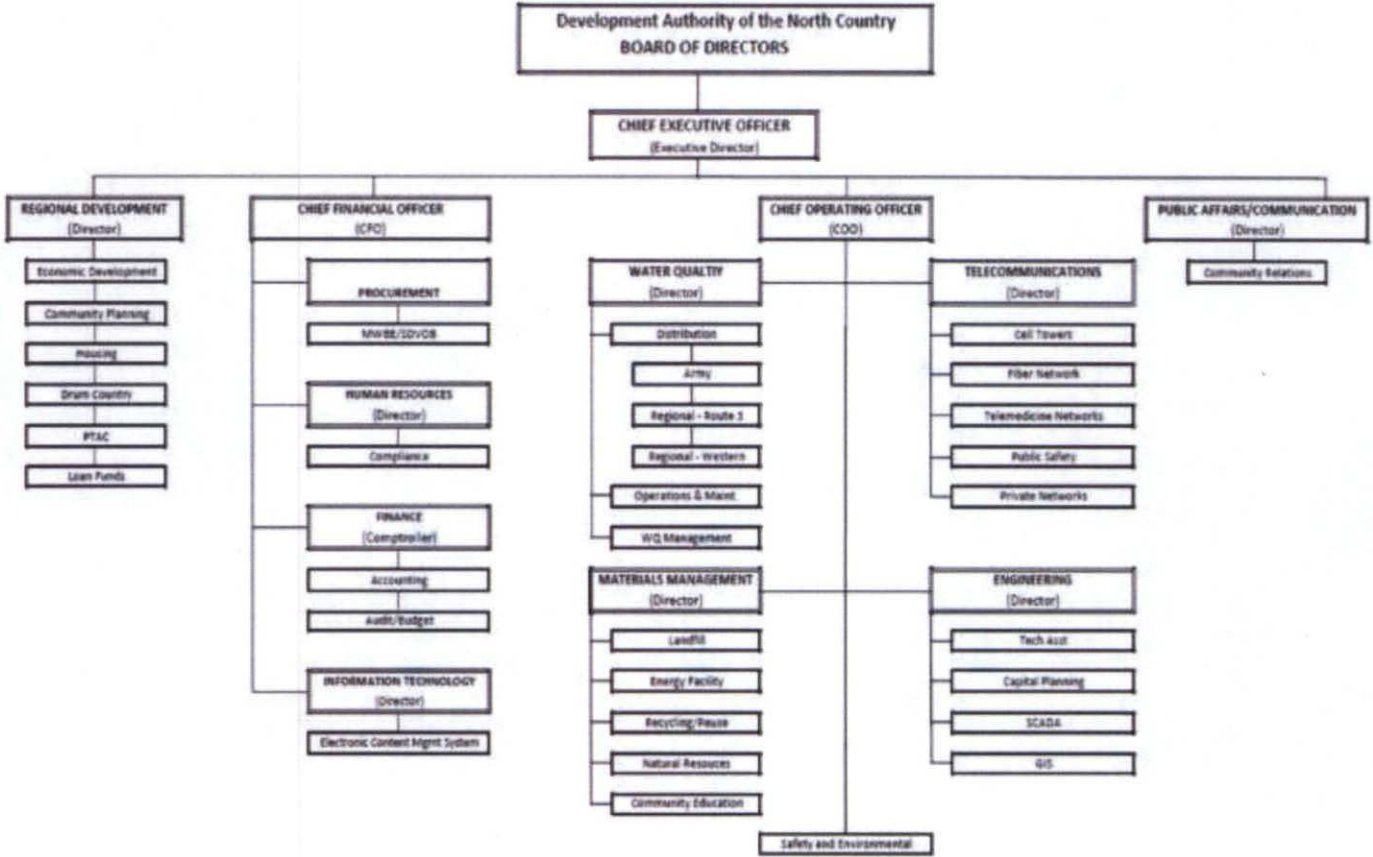 Development Authority of the North Country
BOARD OF DIRECTORS
CHIEF EXECUTIVE OFFICER
(Executive Director)
REGIONAL DEVELOPMENT
(Director)
Economic Development
Community Planning
Housing
Drum Country
PTAC
Loan Funds
CHIEF FINANCIAL OFFICER
(CFO)
PROCUREMENT
MWBE/SDVOB
HUMAN RESOURCES
(Director)
Compliance
FINANCE
(Comptroller)
Accounting
Audit/Budget
INFORMATION TECHNOLOGY
(Director)
Electronic Content Mgmt System
CHIEF OPERATING OFFICER
(COO)
WATER QUALTIY
(Director)
Distribution
Army
Regional - Route 3
Regional - Western
Operations & Maint
WQ Management
TELECOMMUNICATIONS
(Director)
Cell Towers
Fiber Network
Telemedicine Networks
Public Safety
Private Networks
MATERIALS MANAGEMENT
(Director)
Landfill
Energy Facility
Recycling/Reuse
Natural Resouces
Community Education
ENGINEERING
(Director)
Tech Asst
Capital Planning
SCADA
GIS
Safety and Environmental
PUBLIC AFFAIRS/COMMUNICATION
(Director)
Community Relations